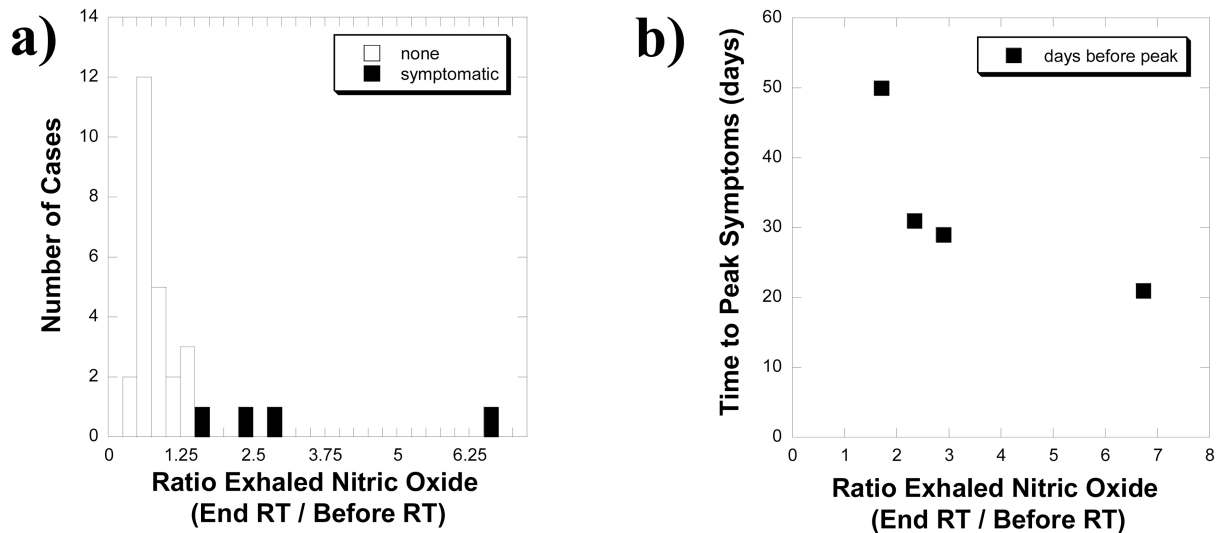 a)
14
12
10
8
6
4
2
0
Number of Cases
none
symptomatic
0 1.25 2.5 3.75 5 6.25
Ratio Exhaled Nitric Oxide
(End RT / Before RT)
b)
60
50
40
30
20
10
0
Time to Peak Symptoms (days)
days before peak
0 1 2 3 4 5 6 7 8
Ratio Exhaled Nitric Oxide
(End RT / Before RT)